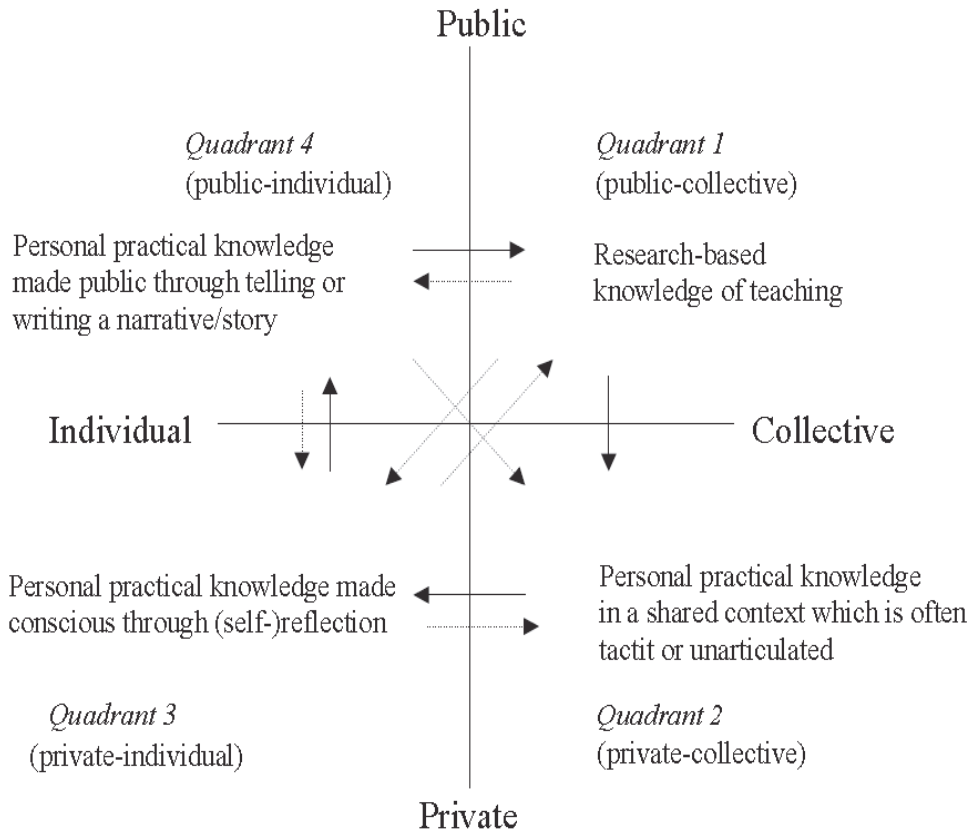 Public
Quadrant 4
(public-individual)
Quadrant 1
(public-collective)
Personal practical knowledge
made public through telling or
writing a narrative/story
Research-based
knowledge of teaching
Individual
Collective
Personal practical knowledge made
conscious through (self-)reflection
Personal practical knowledge
in a shared context which is often
tactit or unarticulated
Quadrant 3
(private-individual)
Quadrant 2
(private-collective)
Private